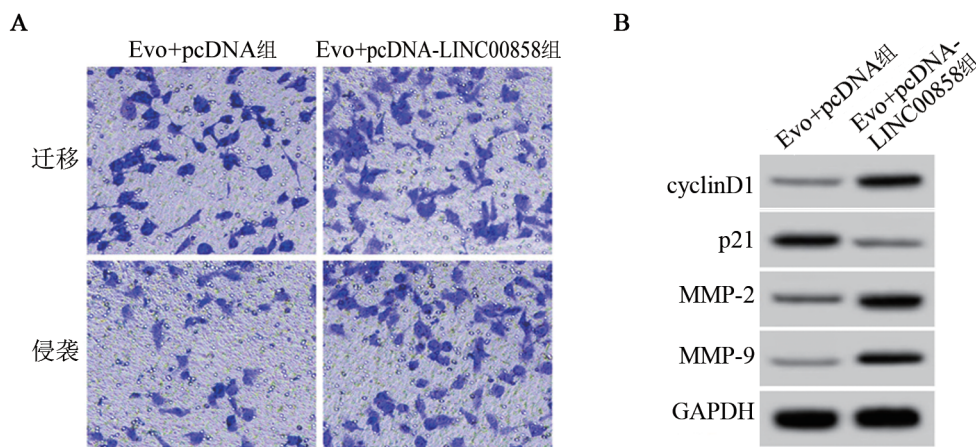 A
Evo+pcDNA组
Evo+pcDNA-LINC00858组
迁移
侵袭
B
Evo+pcDNA组
Evo+pcDNA-
LINC00858组
cyclinD1
p21
MMP-2
MMP-9
GAPDH